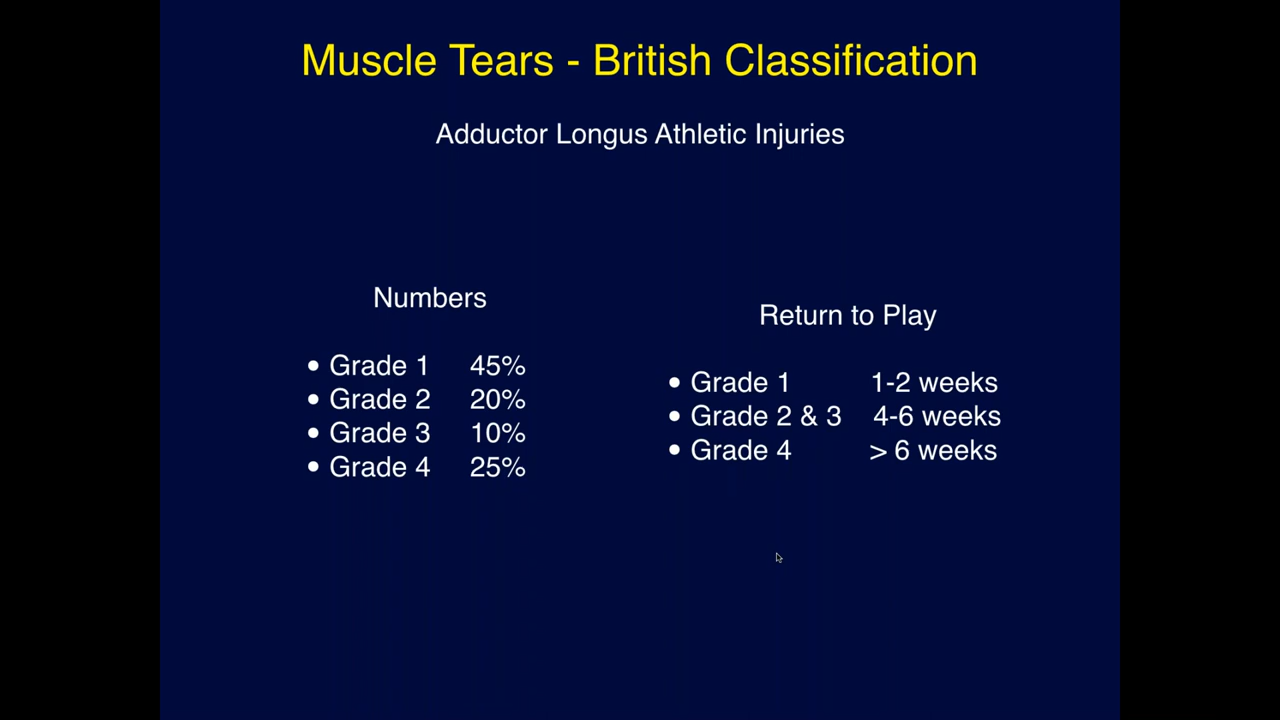 Muscle Tears - British Classification
Adductor Longus Athletic Injuries
Numbers
• Grade 1 45%
• Grade 2 20%
• Grade 3 10%
• Grade 4 25%
Return to Play
• Grade 1 1-2 weeks
• Grade 2 & 3 4-6 weeks
• Grade 4 > 6 weeks